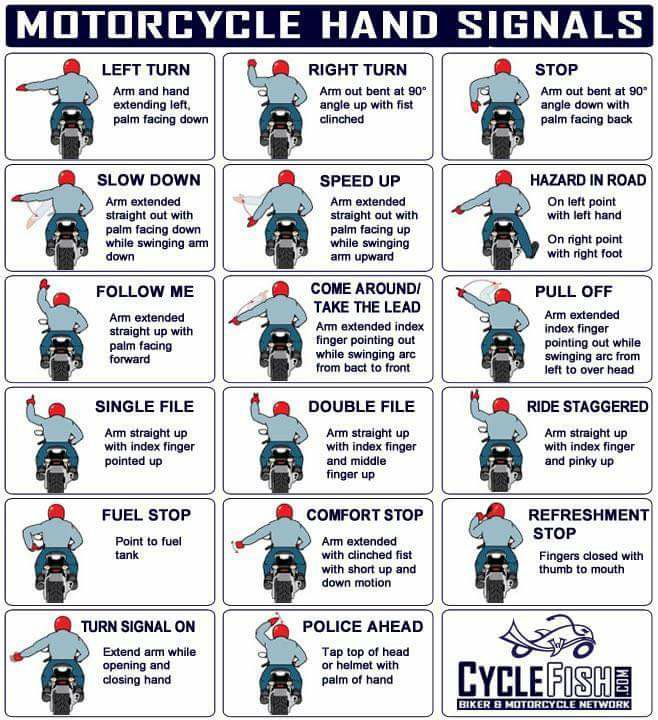 MOTORCYCLE HAND SIGNALS
LEFT TURN
Arm and hand
extending left,
palm facing down
RIGHT TURN
Arm out bent at 90°
angle up with fist
clinched
STOP
Arm out bent at 90°
angle down with
palm facing back
SLOW DOWN
Arm extended
straight out with
palm facing down
while swinging arm
down
SPEED UP
Arm extended
straight out with
palm facing up
while swinging
arm upward
HAZARD IN ROAD
On left point
with left hand
On right point
with right foot
FOLLOW ME
Arm extended
straight up with
palm facing
forward
COME AROUND/
TAKE THE LEAD
Arm extended index
finger pointing out
while swinging arc
from bact to front
PULL OFF
Arm extended
index finger
pointing out while
swinging arc from
left to over head
SINGLE FILE
Arm straight up
with index finger
pointed up
DOUBLE FILE
Arm straight up
with index finger
and middle
finger up
RIDE STAGGERED
Arm straight up
with index finger
and pinky up
FUEL STOP
Point to fuel
tank
COMFORT STOP
Arm extended
with clinched fist
with short up and
down motion
REFRESHMENT
STOP
Fingers closed with
thumb to mouth
TURN SIGNAL ON
Extend arm while
opening and
closing hand
POLICE AHEAD
Tap top of head
or helmet with
palm of hand
CYCLEFISH.COM
BIKER & MOTORCYCLE NETWORK